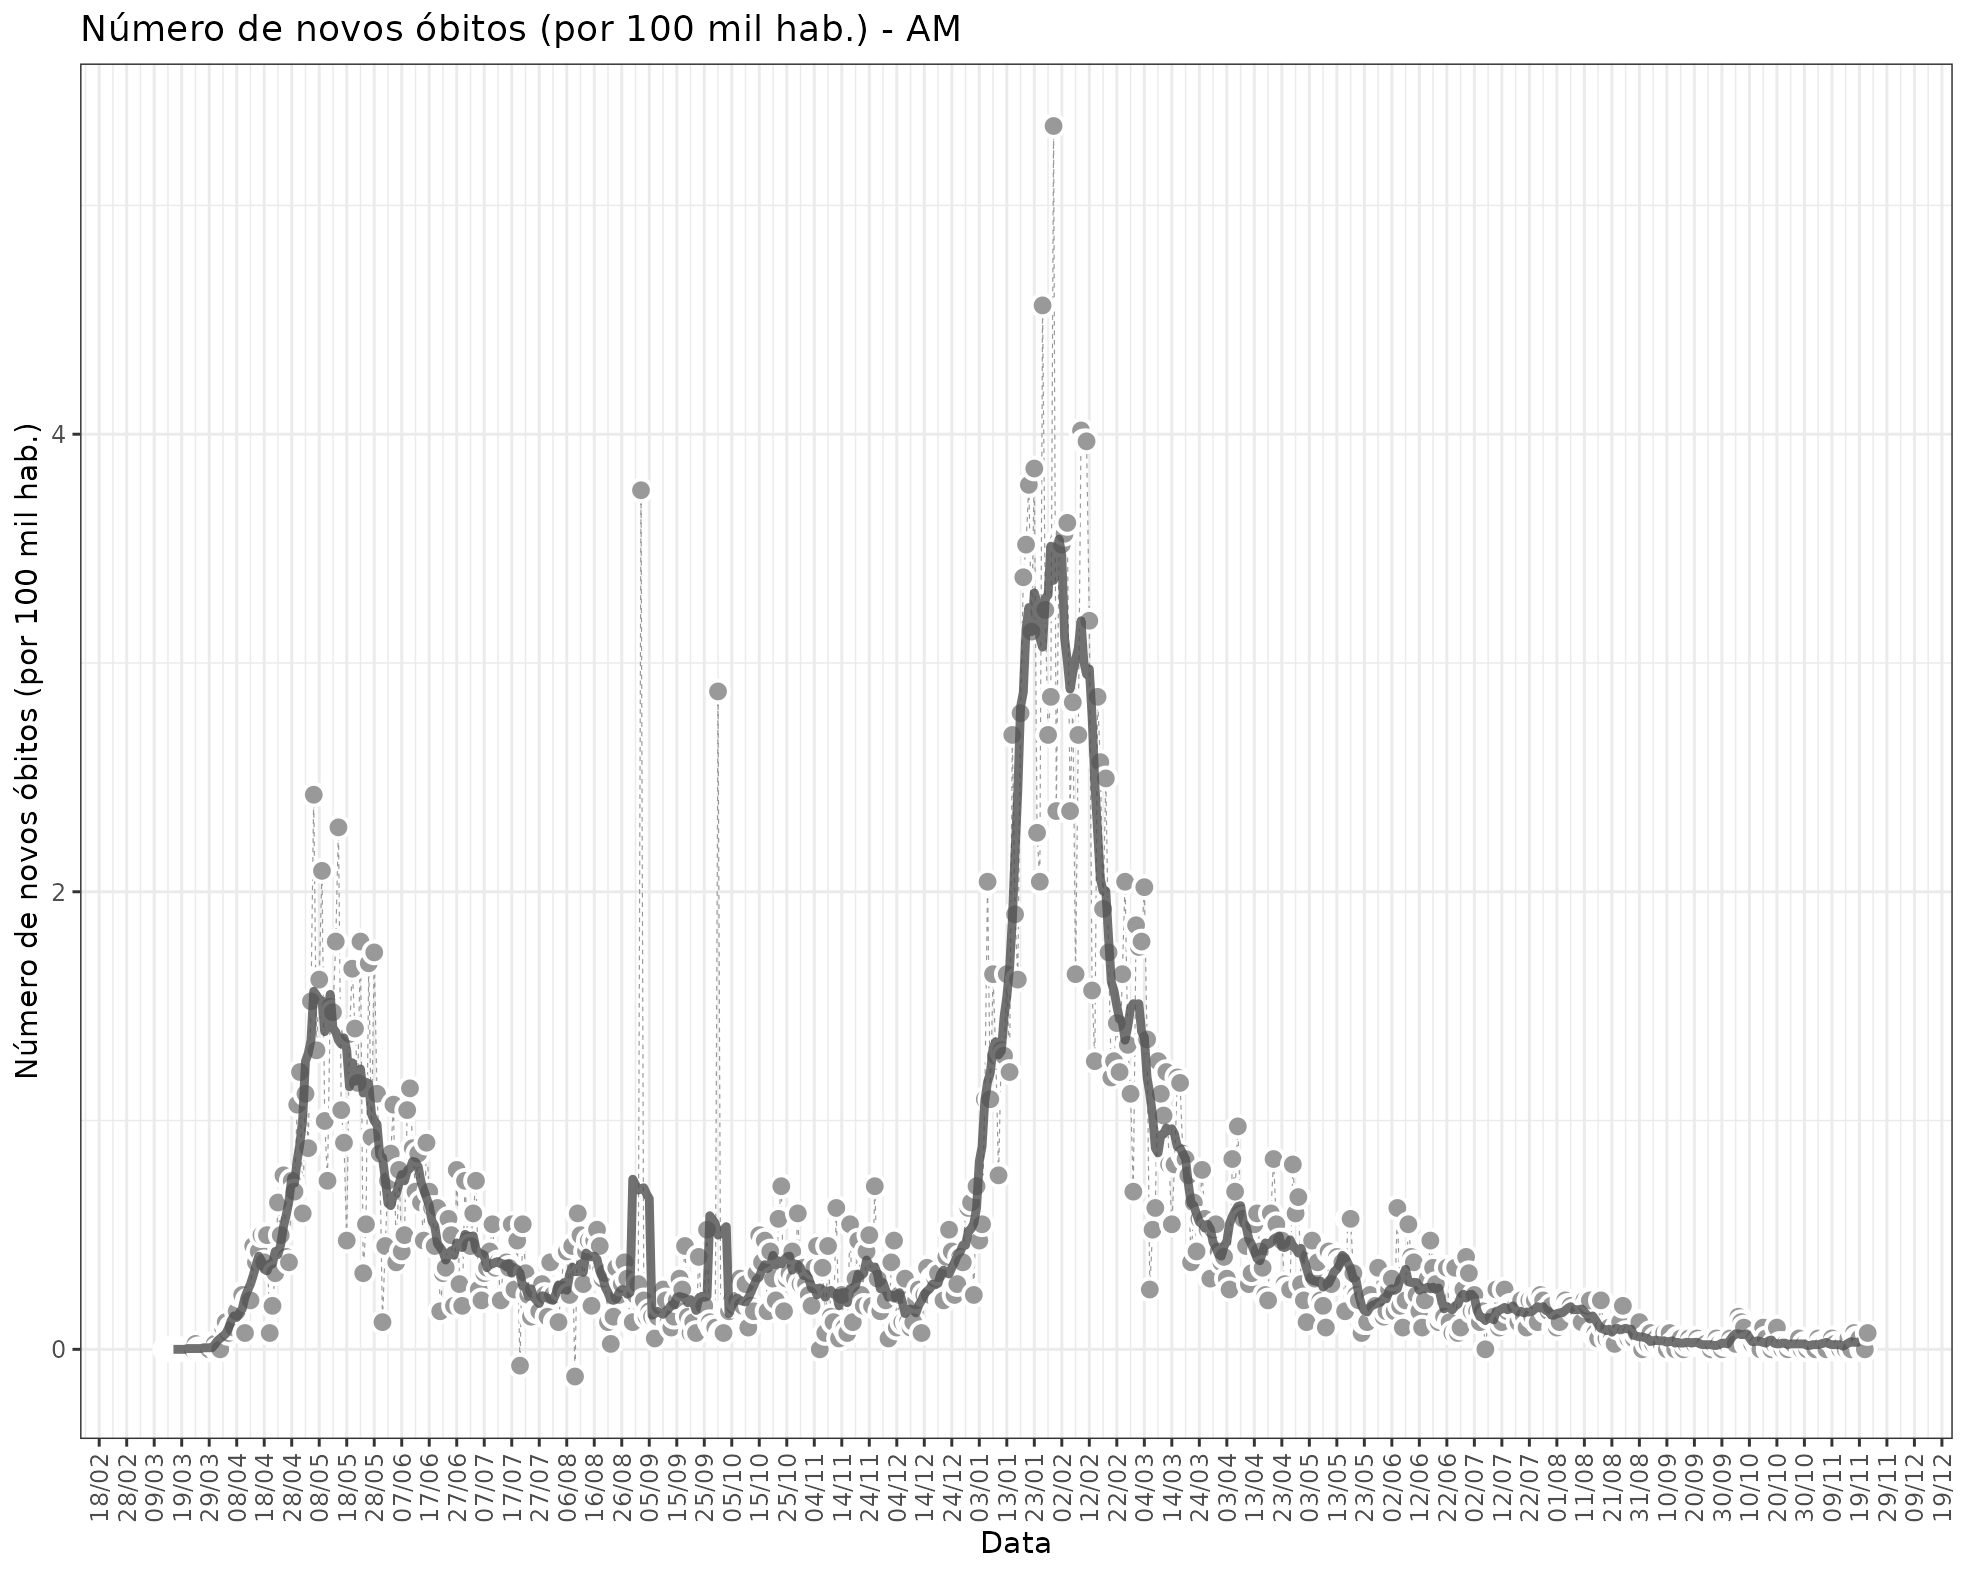 Número de novos óbitos (por 100 mil hab.) - AM
Número de novos óbitos (por 100 mil hab.)
4
2
0
18/02 28/02 09/03 19/03 29/03 08/04 18/04 28/04 08/05 18/05 28/05 07/06 17/06 27/06 07/07 17/07 27/07 06/08 16/08 26/08 05/09 15/09 25/09 05/10 15/10 25/10 04/11 14/11 24/11 04/12 14/12 24/12 03/01 13/01 23/01 02/02 12/02 22/02 04/03 14/03 24/03 03/04 13/04 23/04 03/05 13/05 23/05 02/06 12/06 22/06 02/07 12/07 22/07 01/08 11/08 21/08 31/08 10/09 20/09 30/09 10/10 20/10 30/10 09/11 19/11 29/11 09/12 19/12
Data